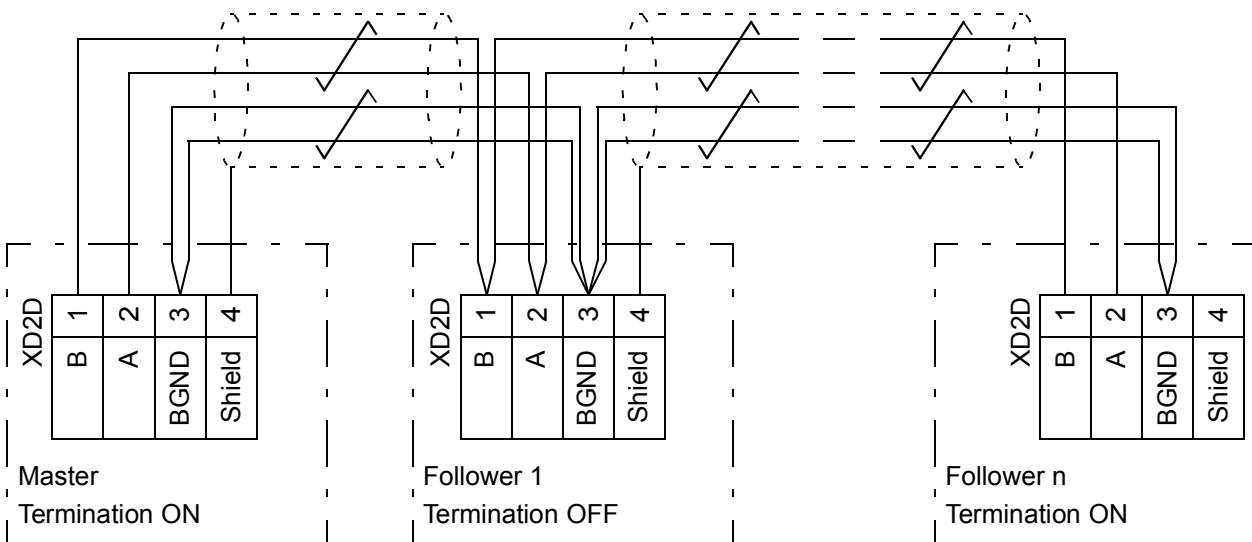 XD2D
1 2 3 4
B A BGND Shield
Master
Termination ON
XD2D
1 2 3 4
B A BGND Shield
Follower 1
Termination OFF
XD2D
1 2 3 4
B A BGND Shield
Follower n
Termination ON